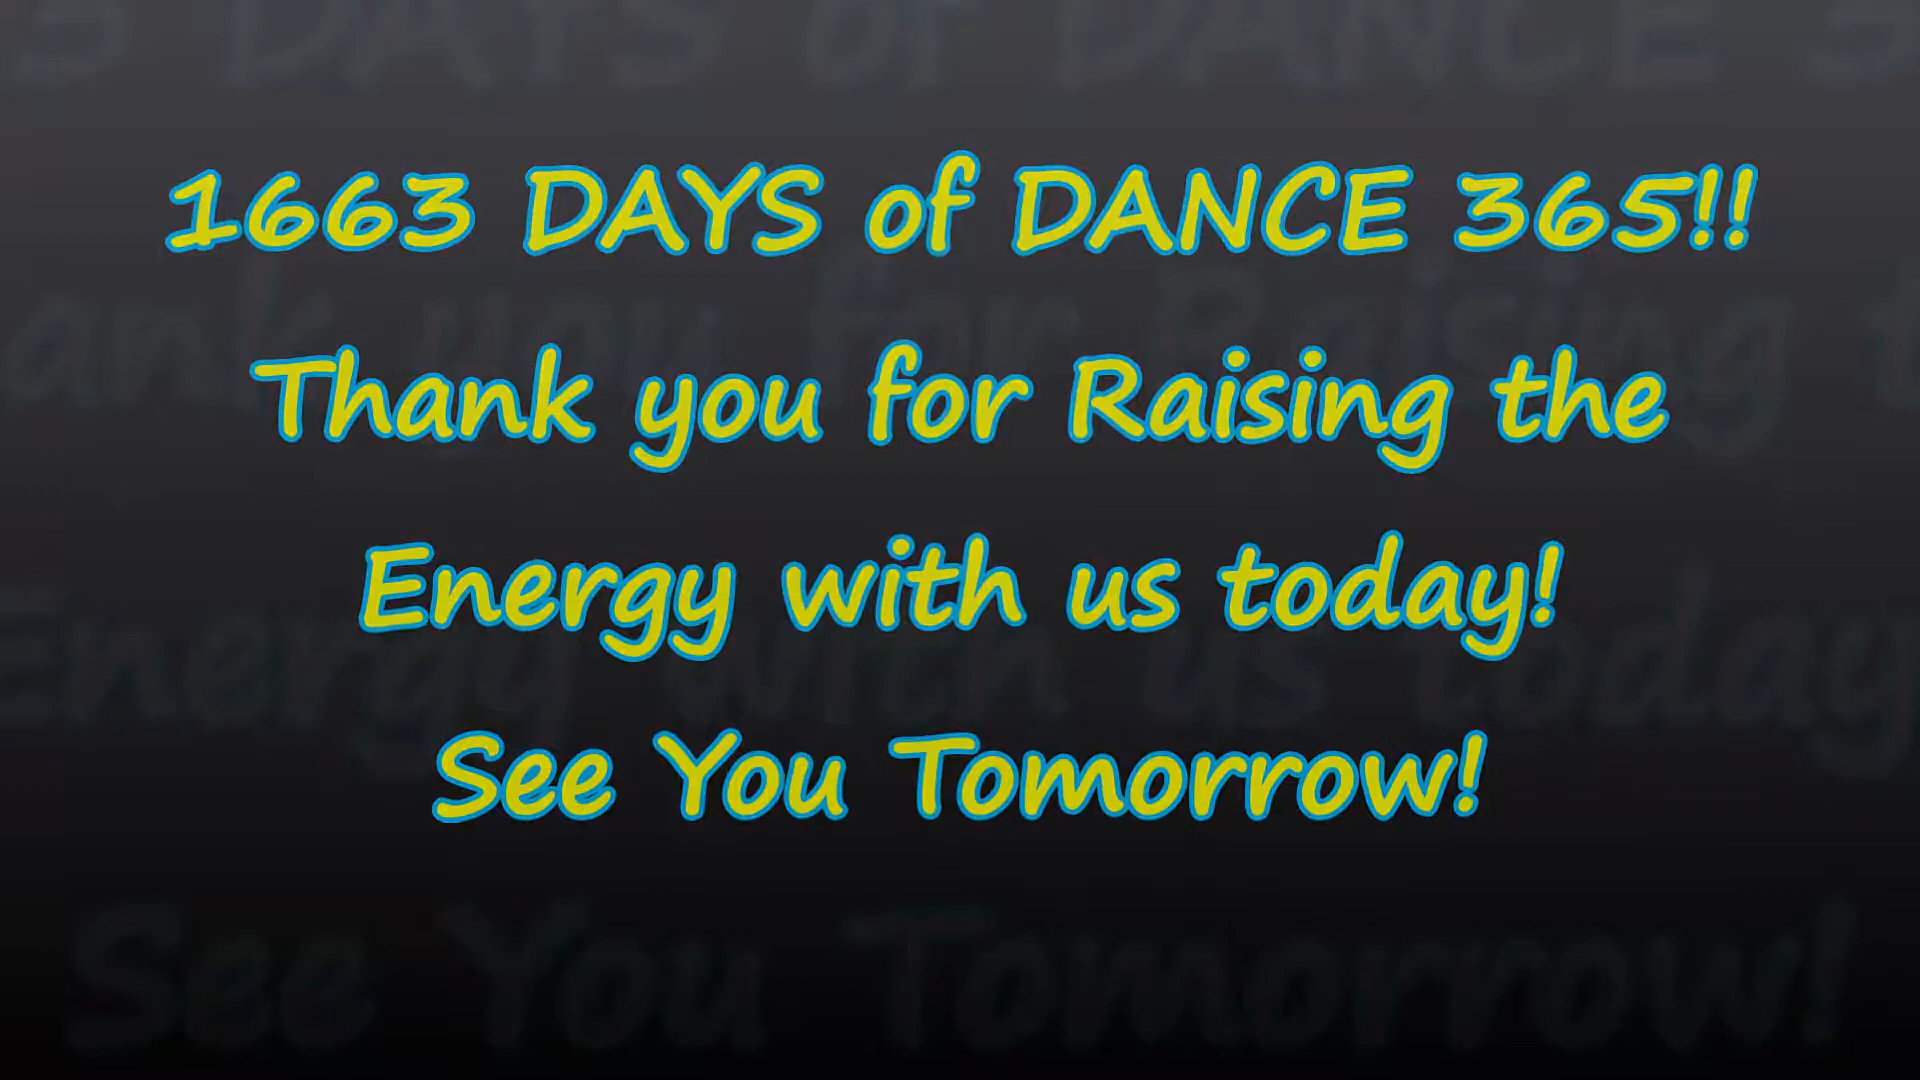 1663 DAYS of DANCE 365!!
Thank you for Raising the
Energy with us today!
See You Tomorrow!